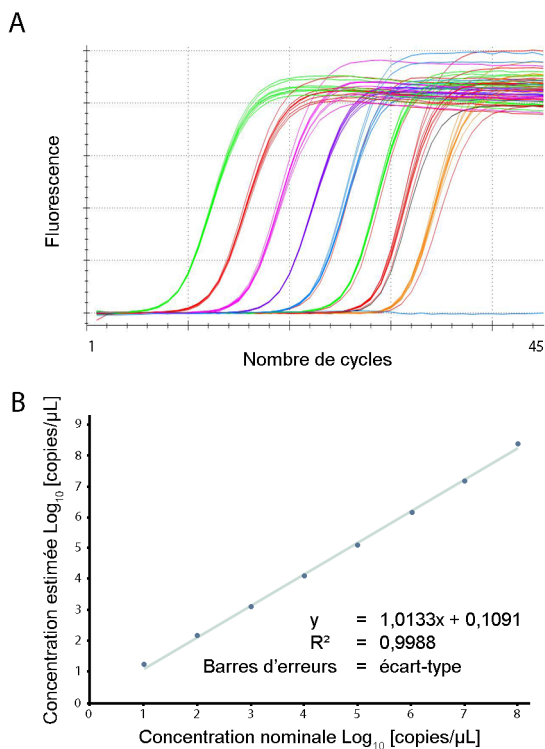 A
Fluorescence
1
45
Nombre de cycles
B
Concentration estimée Log₁₀ [copies/µL]
9
8
7
6
5
4
3
2
1
0
y = 1,0133x + 0,1091
R² = 0,9988
Barres d'erreurs = écart-type
0 1 2 3 4 5 6 7 8
Concentration nominale Log₁₀ [copies/µL]